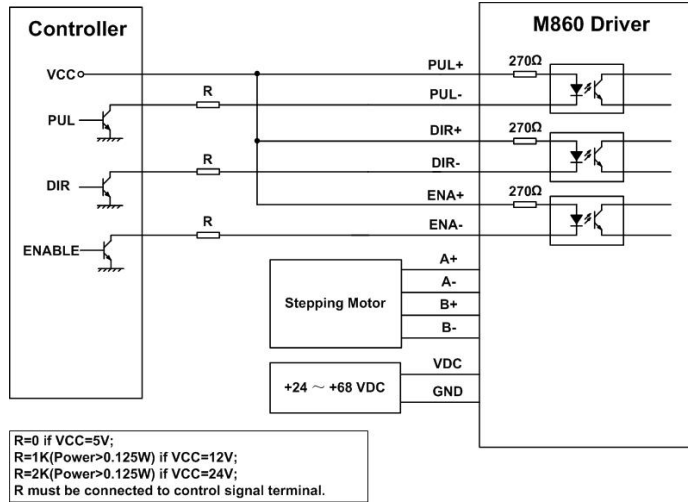 Controller
M860 Driver
VCC
PUL+
270Ω
R
PUL-
PUL
DIR+
270Ω
R
DIR-
DIR
ENA+
270Ω
R
ENA-
ENABLE
A+
A-
Stepping Motor
B+
B-
VDC
+24 ~ +68 VDC
GND
R=0 if VCC=5V;
R=1K(Power>0.125W) if VCC=12V;
R=2K(Power>0.125W) if VCC=24V;
R must be connected to control signal terminal.